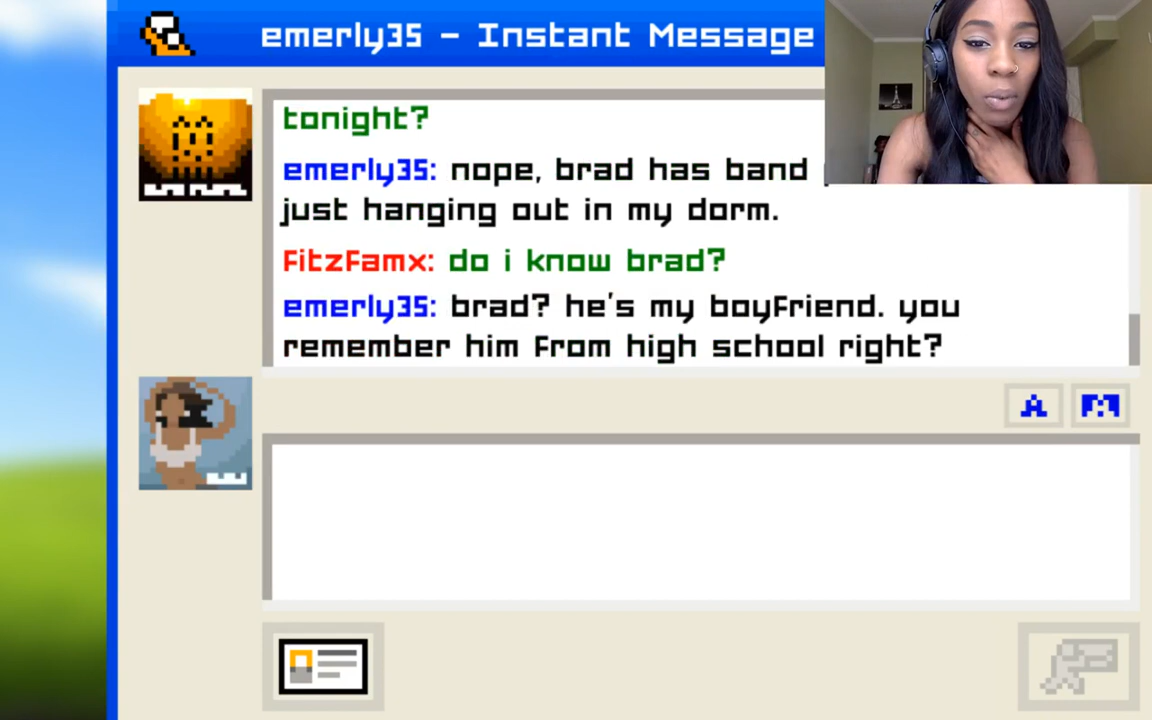 emerly35 - Instant Message
tonight?
emerly35: nope, brad has band
just hanging out in my dorm.
FitzFamx: do i know brad?
emerly35: brad? he's my boyfriend. you
remember him from high school right?
A